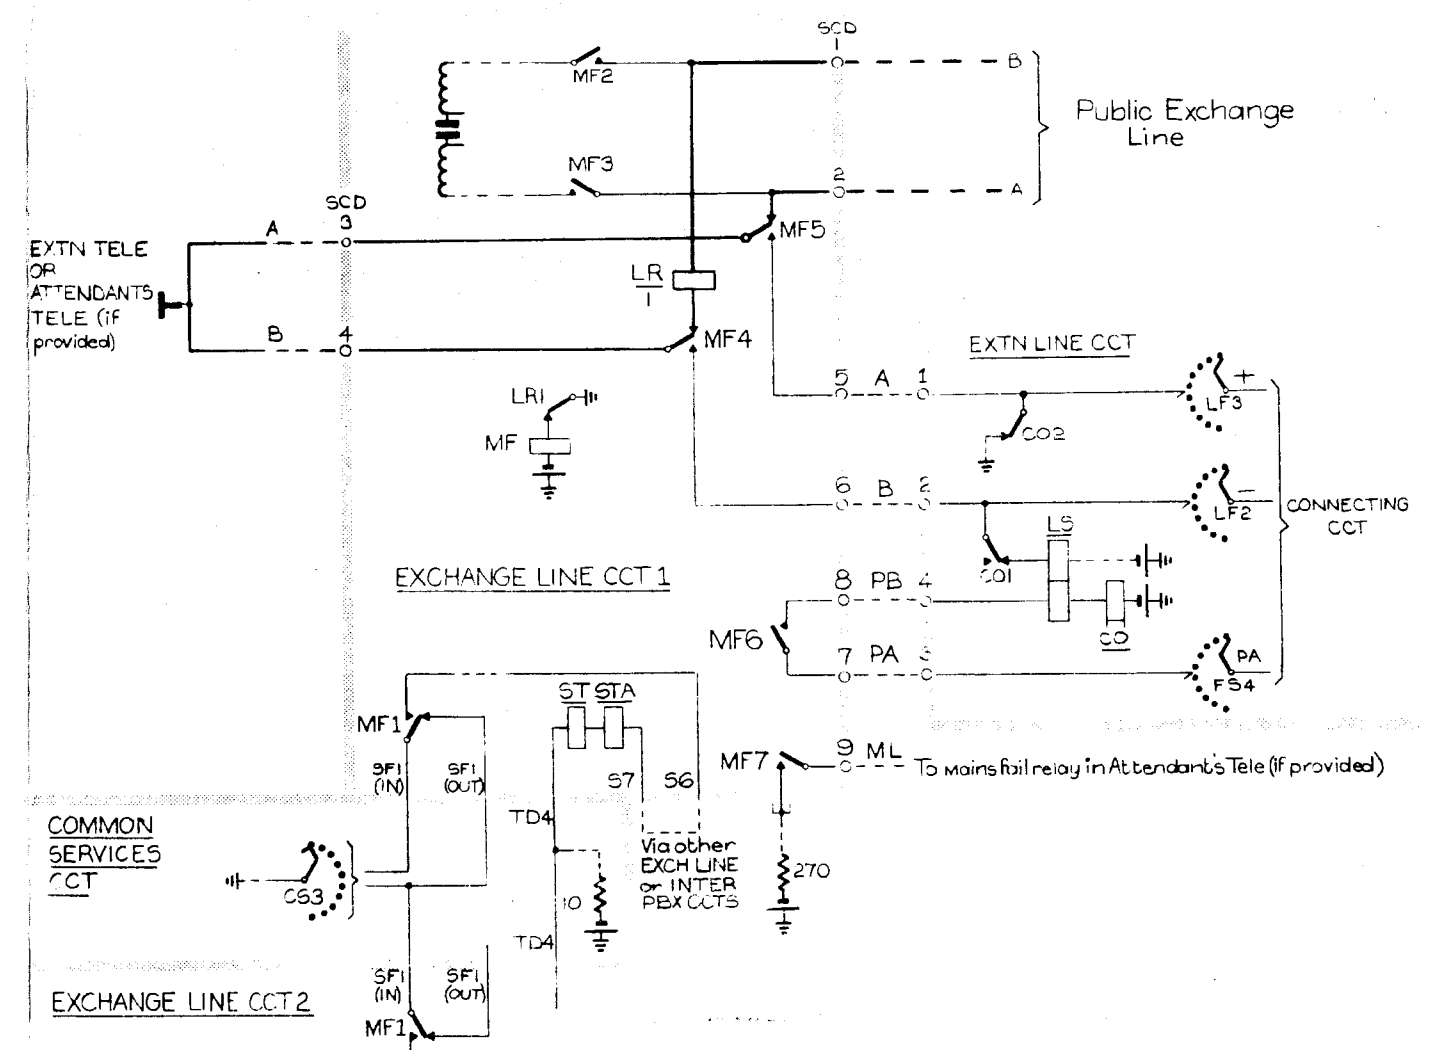 SCD
1
B
MF2
Public Exchange
Line
MF3
2
A
SCD
3
A
MF5
EXTN TELE
OR
ATTENDANTS
TELE (if
provided)
LR
1
B
4
MF4
EXTN LINE CCT
5 A 1
+
LF3
CO2
LR1
MF
6 B 2
−
LF2
LS
CONNECTING
CCT
CO1
EXCHANGE LINE CCT 1
8 PB 4
MF6
CO
7 PA 3
PA
FS4
ST STA
MF1
SF1
(IN)
SF1
(OUT)
S7 S6
MF7
9 ML
To Mains fail relay in Attendant's Tele (if provided)
TD4
COMMON
SERVICES
CCT
CS3
Via other
EXCH LINE
or INTER
PBX CCTS
10
270
TD4
SF1
(IN)
SF1
(OUT)
EXCHANGE LINE CCT 2
MF1